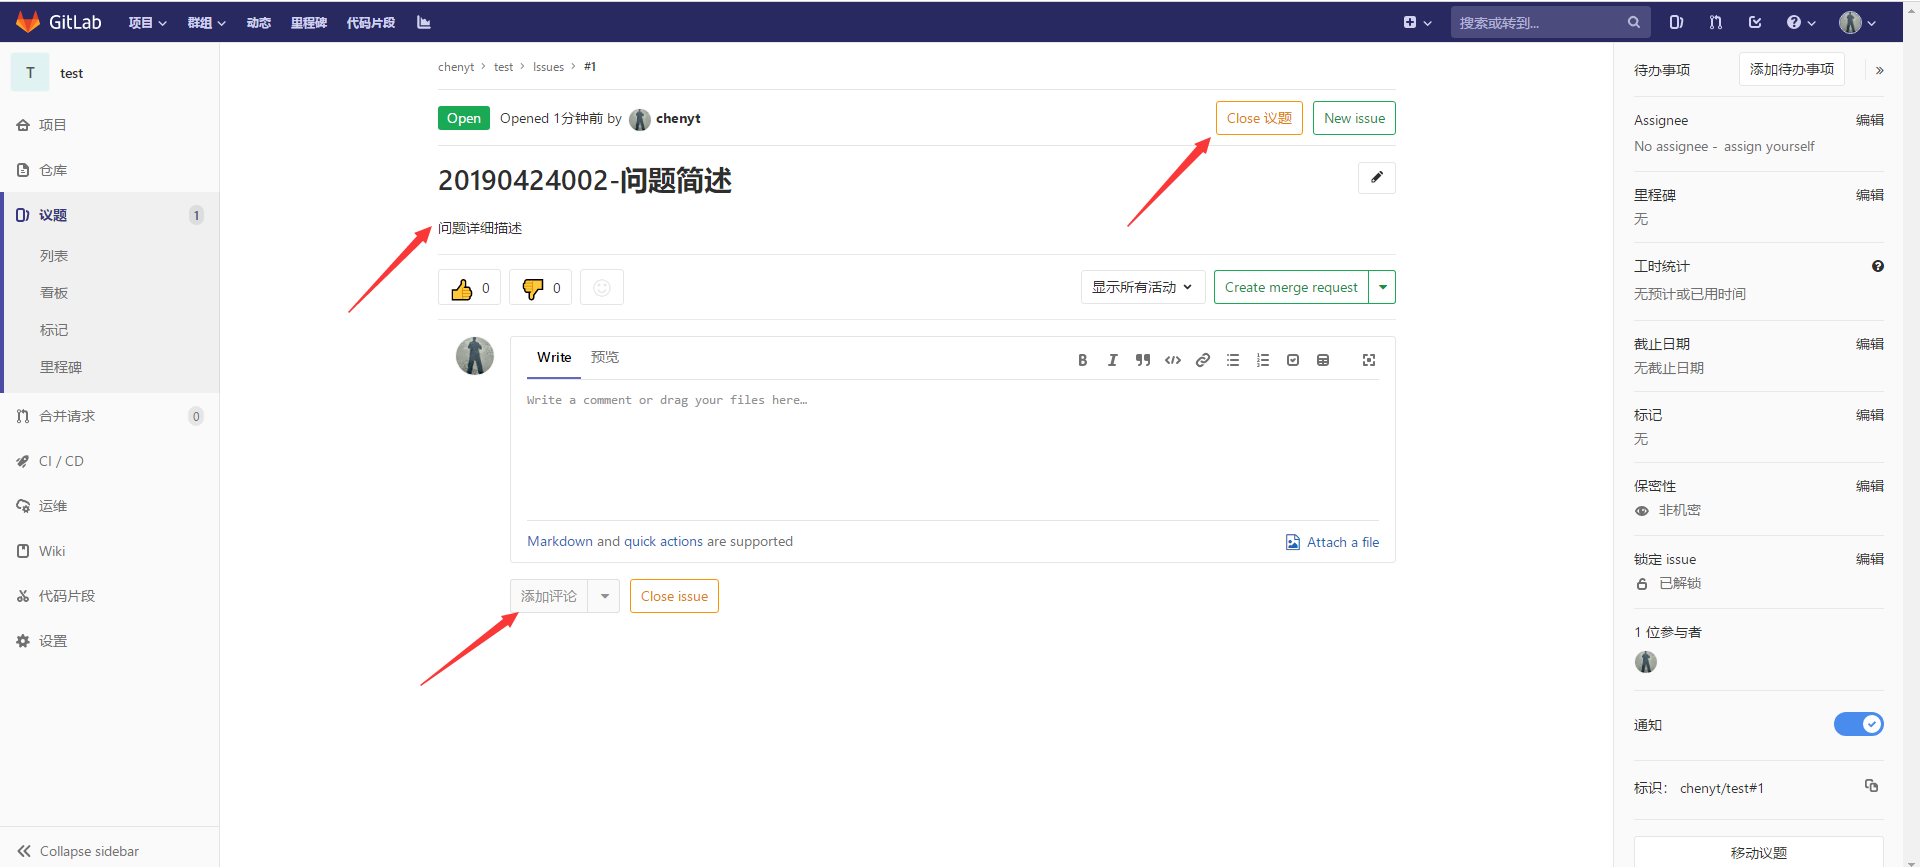 GitLab 项目 群组 动态 里程碑 代码片段 搜索或转到...
T test
项目
仓库
议题 1
列表
看板
标记
里程碑
合并请求 0
CI / CD
运维
Wiki
代码片段
设置
Collapse sidebar
chenyt > test > Issues > #1
Open Opened 1分钟前 by chenyt Close 议题 New issue
20190424002-问题简述
问题详细描述
0 0 显示所有活动 Create merge request
Write 预览
Write a comment or drag your files here…
Markdown and quick actions are supported Attach a file
添加评论 Close issue
待办事项 添加待办事项
Assignee 编辑
No assignee - assign yourself
里程碑 编辑
无
工时统计
无预计或已用时间
截止日期 编辑
无截止日期
标记 编辑
无
保密性 编辑
非机密
锁定 issue 编辑
已解锁
1 位参与者
通知
标识： chenyt/test#1
移动议题